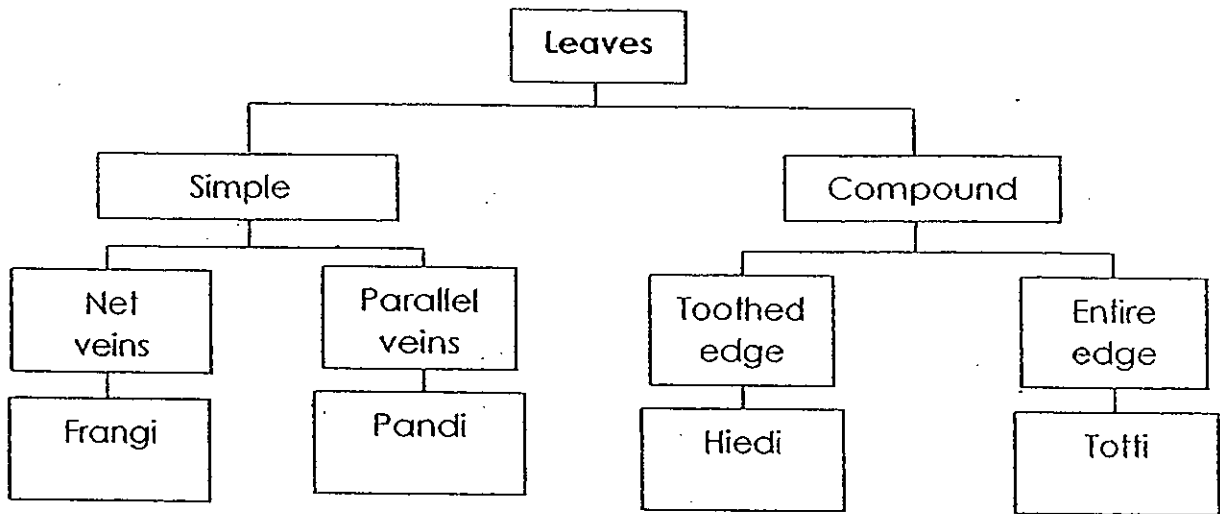 Leaves
Simple
Compound
Net
veins
Parallel
veins
Toothed
edge
Entire
edge
Frangi
Pandi
Hiedi
Totti